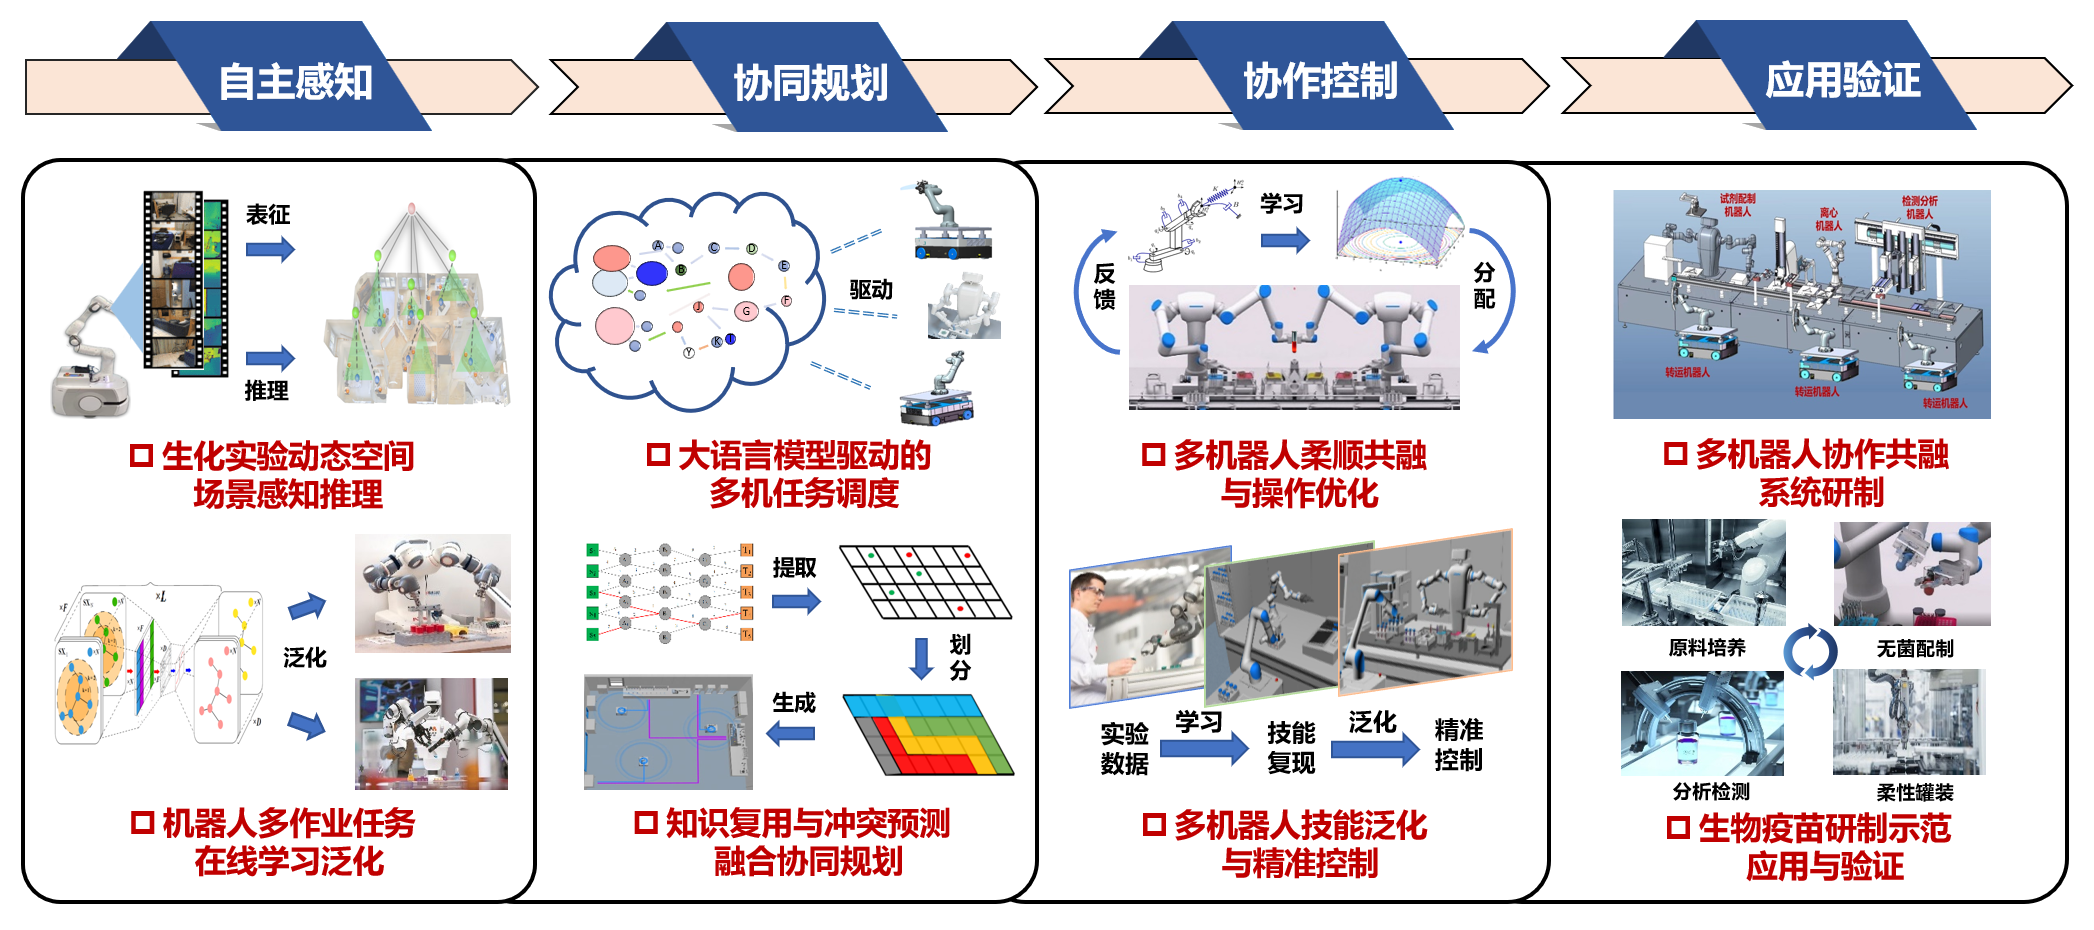 自主感知
协同规划
协作控制
应用验证
表征
推理
生化实验动态空间
场景感知推理
×F
×L
SX
×N
泛化
×D
机器人多作业任务
在线学习泛化
A
B
C
D
E
F
G
J
K
I
Y
驱动
大语言模型驱动的
多机任务调度
提取
划分
生成
知识复用与冲突预测
融合协同规划
学习
反馈
分配
K
B
多机器人柔顺共融
与操作优化
实验
数据
学习
技能
复现
泛化
精准
控制
多机器人技能泛化
与精准控制
试剂配制
机器人
离心
机器人
检测分析
机器人
转运机器人
转运机器人
转运机器人
多机器人协作共融
系统研制
原料培养
无菌配制
分析检测
柔性罐装
生物疫苗研制示范
应用与验证